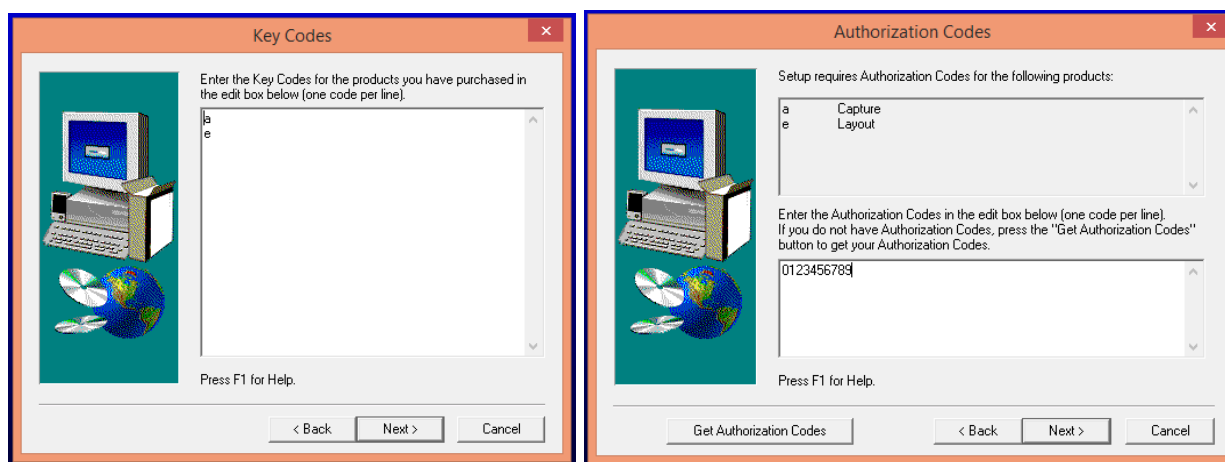 Key Codes
Enter the Key Codes for the products you have purchased in
the edit box below (one code per line).
a
e
Press F1 for Help.
< Back
Next >
Cancel
Authorization Codes
Setup requires Authorization Codes for the following products:
a Capture
e Layout
Enter the Authorization Codes in the edit box below (one code per line).
If you do not have Authorization Codes, press the "Get Authorization Codes"
button to get your Authorization Codes.
0123456789
Press F1 for Help.
Get Authorization Codes
< Back
Next >
Cancel